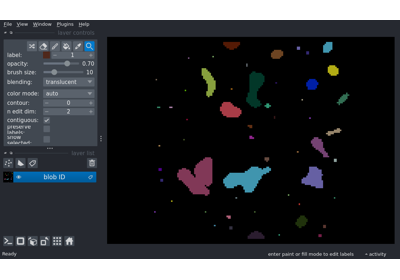 File View Window Plugins Help
layer controls
label: 1
opacity: 0.70
brush size: 10
blending: translucent
color mode: auto
contour: 0
n edit dim: 2
contiguous:
preserve labels:
show selected:
layer list
blob ID
Ready enter paint or fill mode to edit labels activity